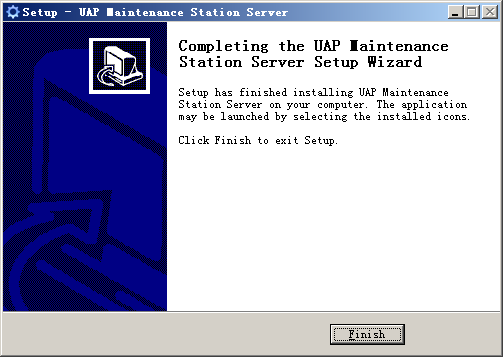 Setup - UAP Maintenance Station Server
Completing the UAP Maintenance
Station Server Setup Wizard
Setup has finished installing UAP Maintenance
Station Server on your computer. The application
may be launched by selecting the installed icons.
Click Finish to exit Setup.
Finish